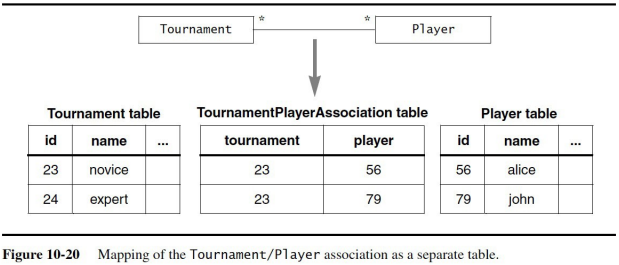 Tournament * * Player
Tournament table TournamentPlayerAssociation table Player table
id name ... tournament player id name ...
23 novice 23 56 56 alice
24 expert 23 79 79 john
Figure 10-20 Mapping of the Tournament/Player association as a separate table.